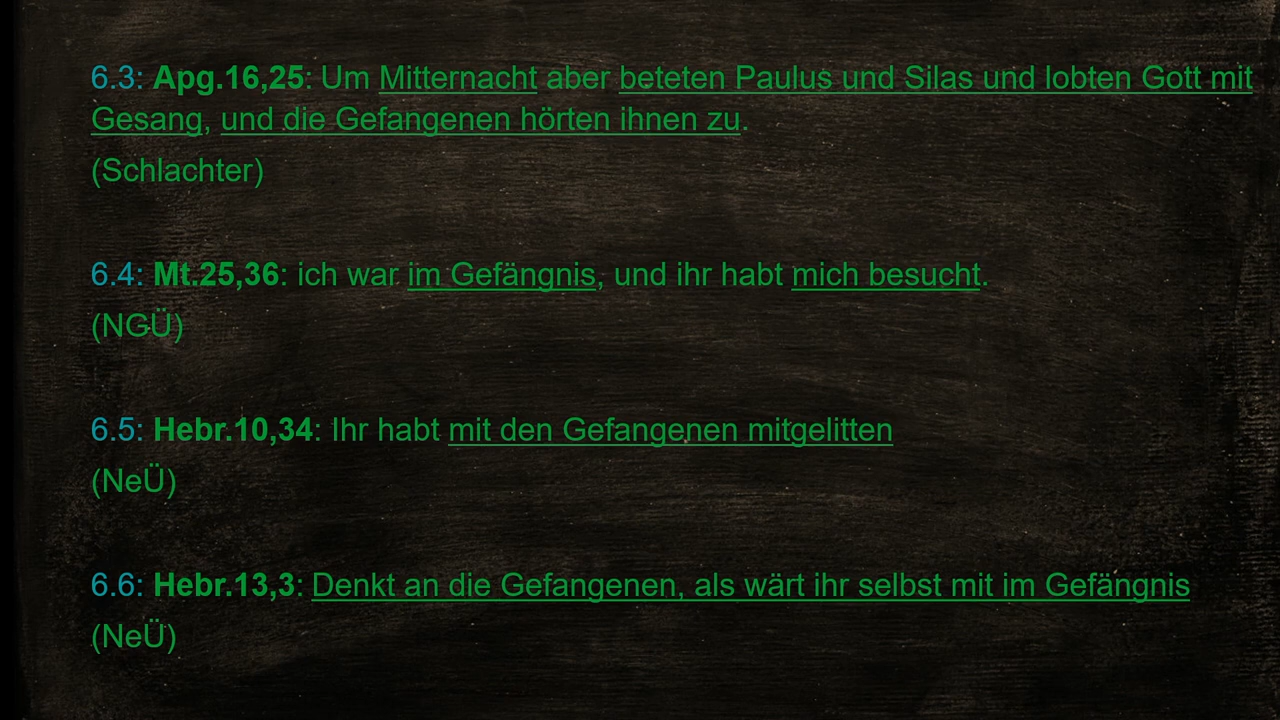 6.3: Apg.16,25: Um Mitternacht aber beteten Paulus und Silas und lobten Gott mit
Gesang, und die Gefangenen hörten ihnen zu.
(Schlachter)
6.4: Mt.25,36: ich war im Gefängnis, und ihr habt mich besucht.
(NGÜ)
6.5: Hebr.10,34: Ihr habt mit den Gefangenen mitgelitten
(NeÜ)
6.6: Hebr.13,3: Denkt an die Gefangenen, als wärt ihr selbst mit im Gefängnis
(NeÜ)